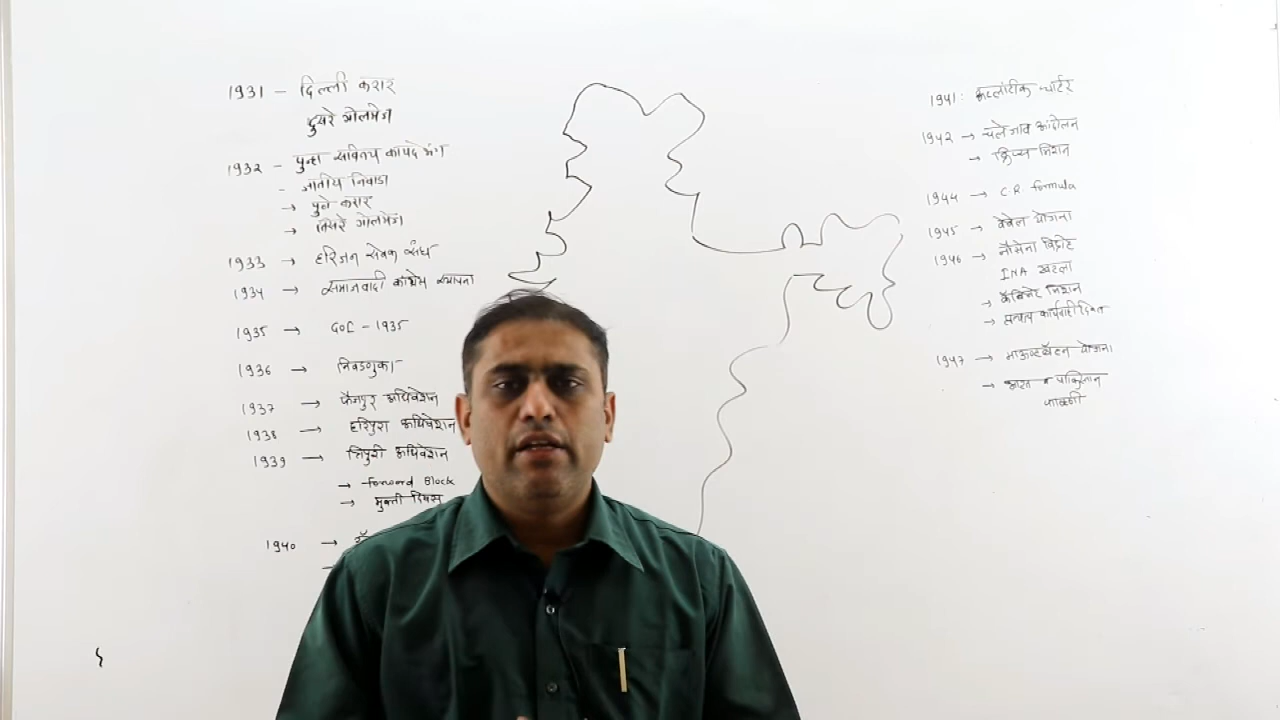 1931 - दिल्ली करार
दुसरे गोलमेज
1932 - पुन्हा सविनय कायदेभंग
- जातीय निवाडा
→ पुणे करार
→ तिसरे गोलमेज
1933 → हरिजन सेवक संघ
1934 → समाजवादी काँग्रेस स्थापना
1935 → GOI - 1935
1936 → निवडणुका
1937 → फैजपुर अधिवेशन
1938 → हरिपुरा अधिवेशन
1939 → त्रिपुरी अधिवेशन
→ Forward Block
→ मुक्ती दिवस
1940 →
1941: अटलांटीक चार्टर
1942 → चलेजाव आंदोलन
→ क्रिप्स मिशन
1944 → C.R. formula
1945 → वेवेल योजना
1946 → नौसेना विद्रोह
INA खटला
→ कॅबिनेट मिशन
→ प्रत्यक्ष कार्यवाही दिवस
1947 → माऊंटबॅटन योजना
→ भारत व पाकिस्तान
फाळणी